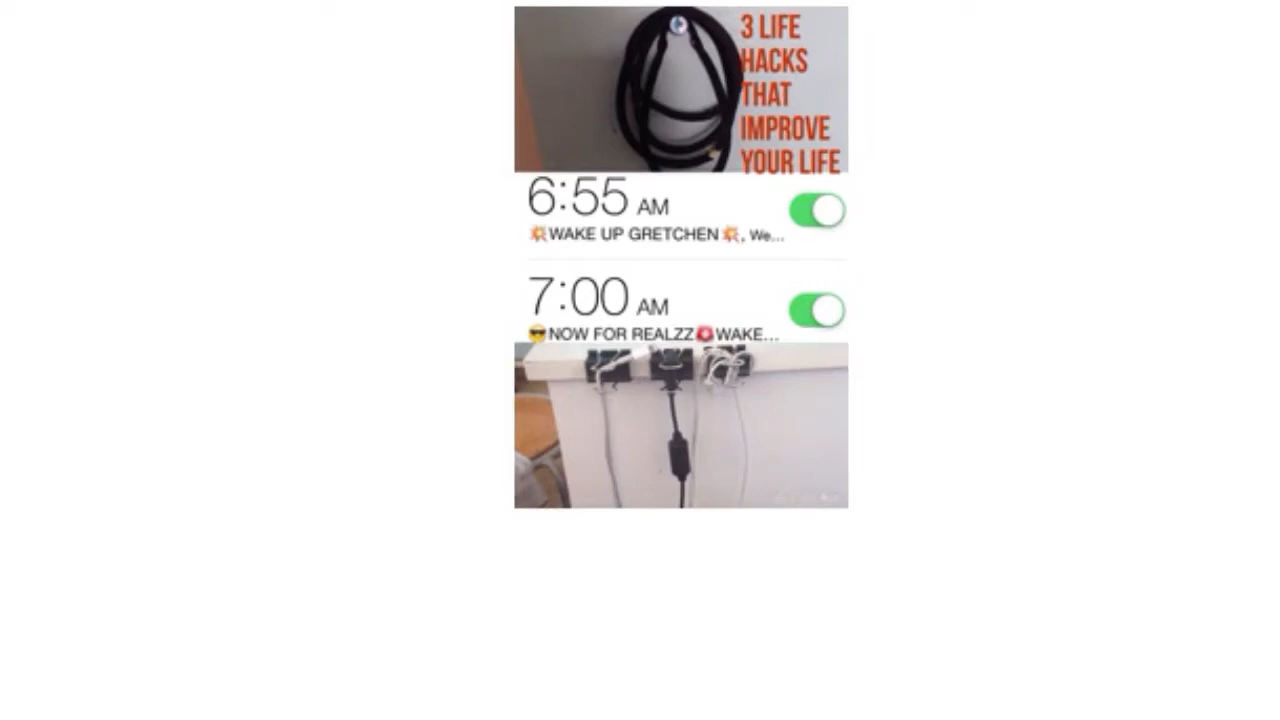 3 LIFE
HACKS
THAT
IMPROVE
YOUR LIFE
6:55 AM
💥WAKE UP GRETCHEN💥, We...
7:00 AM
😎NOW FOR REALZZ🚨WAKE...